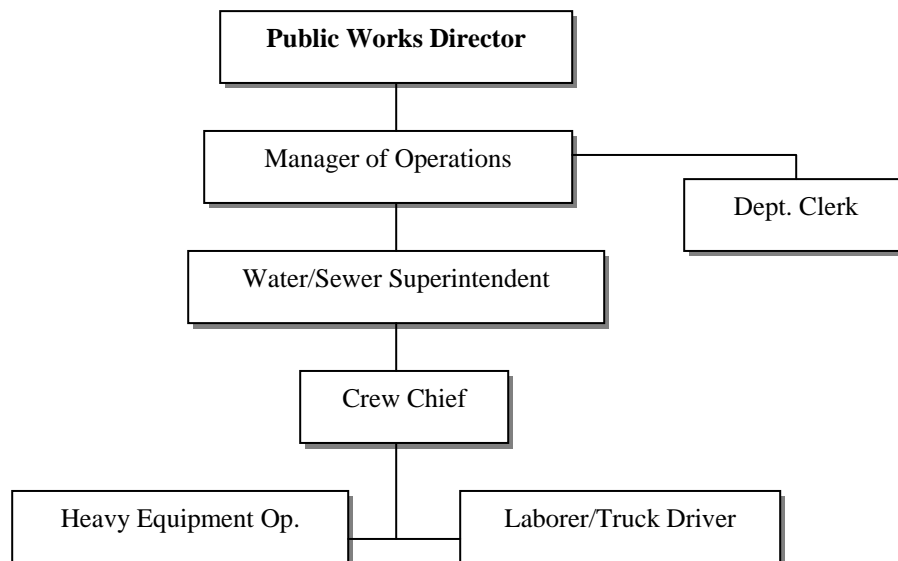 Public Works Director
Manager of Operations
Dept. Clerk
Water/Sewer Superintendent
Crew Chief
Heavy Equipment Op.
Laborer/Truck Driver